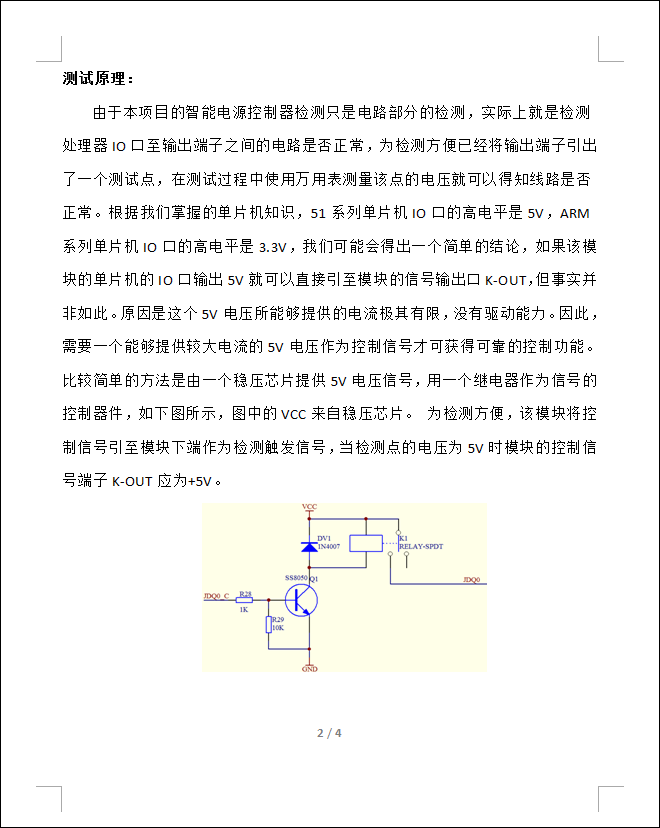 测试原理：
由于本项目的智能电源控制器检测只是电路部分的检测，实际上就是检测
处理器 IO 口至输出端子之间的电路是否正常，为检测方便已经将输出端子引出
了一个测试点，在测试过程中使用万用表测量该点的电压就可以得知线路是否
正常。根据我们掌握的单片机知识，51 系列单片机 IO 口的高电平是 5V，ARM
系列单片机 IO 口的高电平是 3.3V，我们可能会得出一个简单的结论，如果该模
块的单片机的 IO 口输出 5V 就可以直接引至模块的信号输出口 K-OUT，但事实并
非如此。原因是这个 5V 电压所能够提供的电流极其有限，没有驱动能力。因此，
需要一个能够提供较大电流的 5V 电压作为控制信号才可获得可靠的控制功能。
比较简单的方法是由一个稳压芯片提供 5V 电压信号，用一个继电器作为信号的
控制器件，如下图所示，图中的 VCC 来自稳压芯片。 为检测方便，该模块将控
制信号引至模块下端作为检测触发信号，当检测点的电压为 5V 时模块的控制信
号端子 K-OUT 应为+5V。
VCC
DV1
1N4007
K1
RELAY-SPDT
SS8050 Q1
JDQ0
JDQ0_C
R28
1K
R29
10K
GND
2 / 4